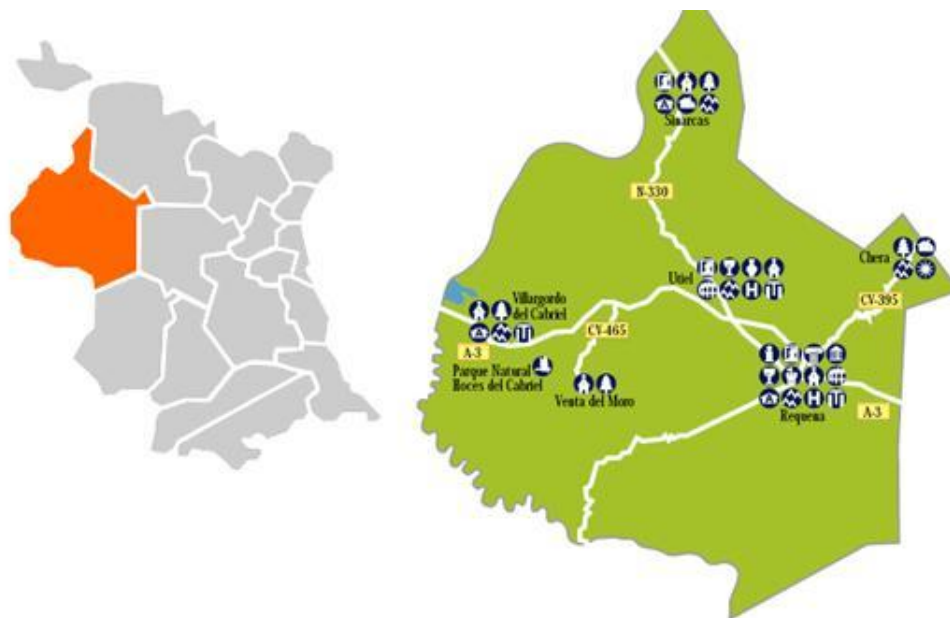 Sinarcas
N-330
Chera
Utiel
CV-395
Villargordo
del Cabriel
CV-465
A-3
Parque Natural
Hoces del Cabriel
Venta del Moro
A-3
Requena
H
H